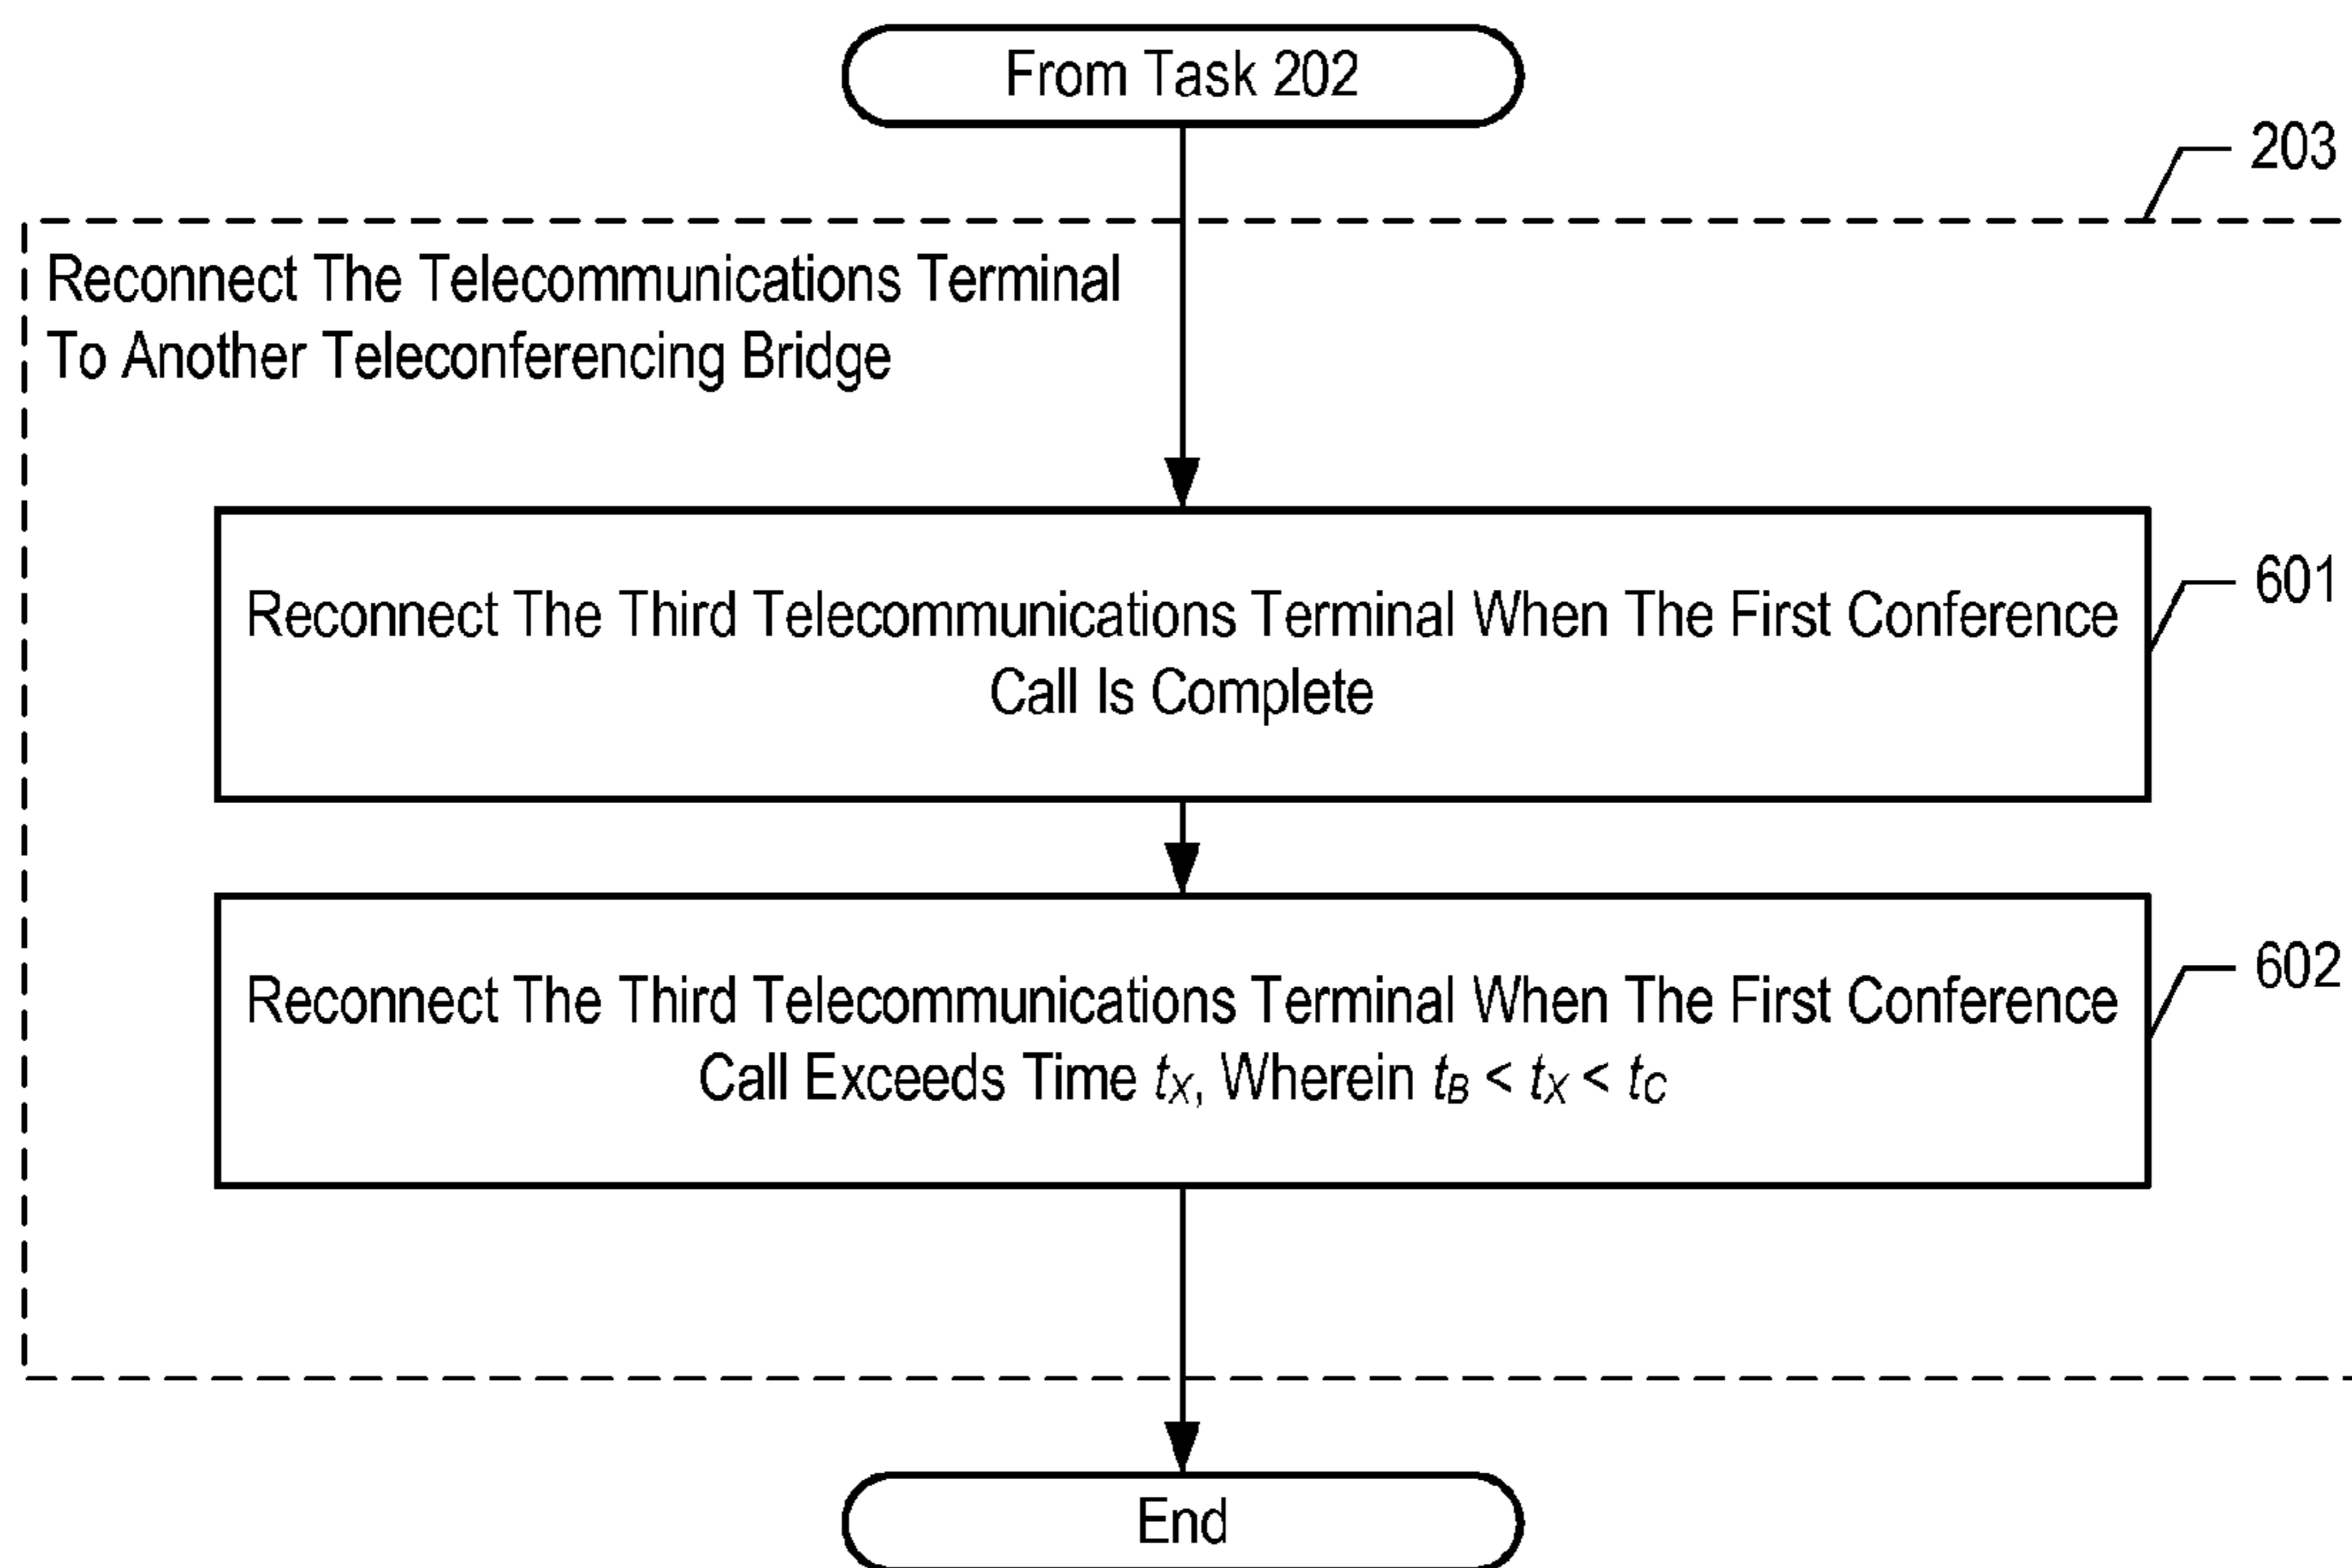 From Task 202
203
Reconnect The Telecommunications Terminal
To Another Teleconferencing Bridge
Reconnect The Third Telecommunications Terminal When The First Conference
Call Is Complete
601
Reconnect The Third Telecommunications Terminal When The First Conference
Call Exceeds Time tX, Wherein tB < tX < tC
602
End